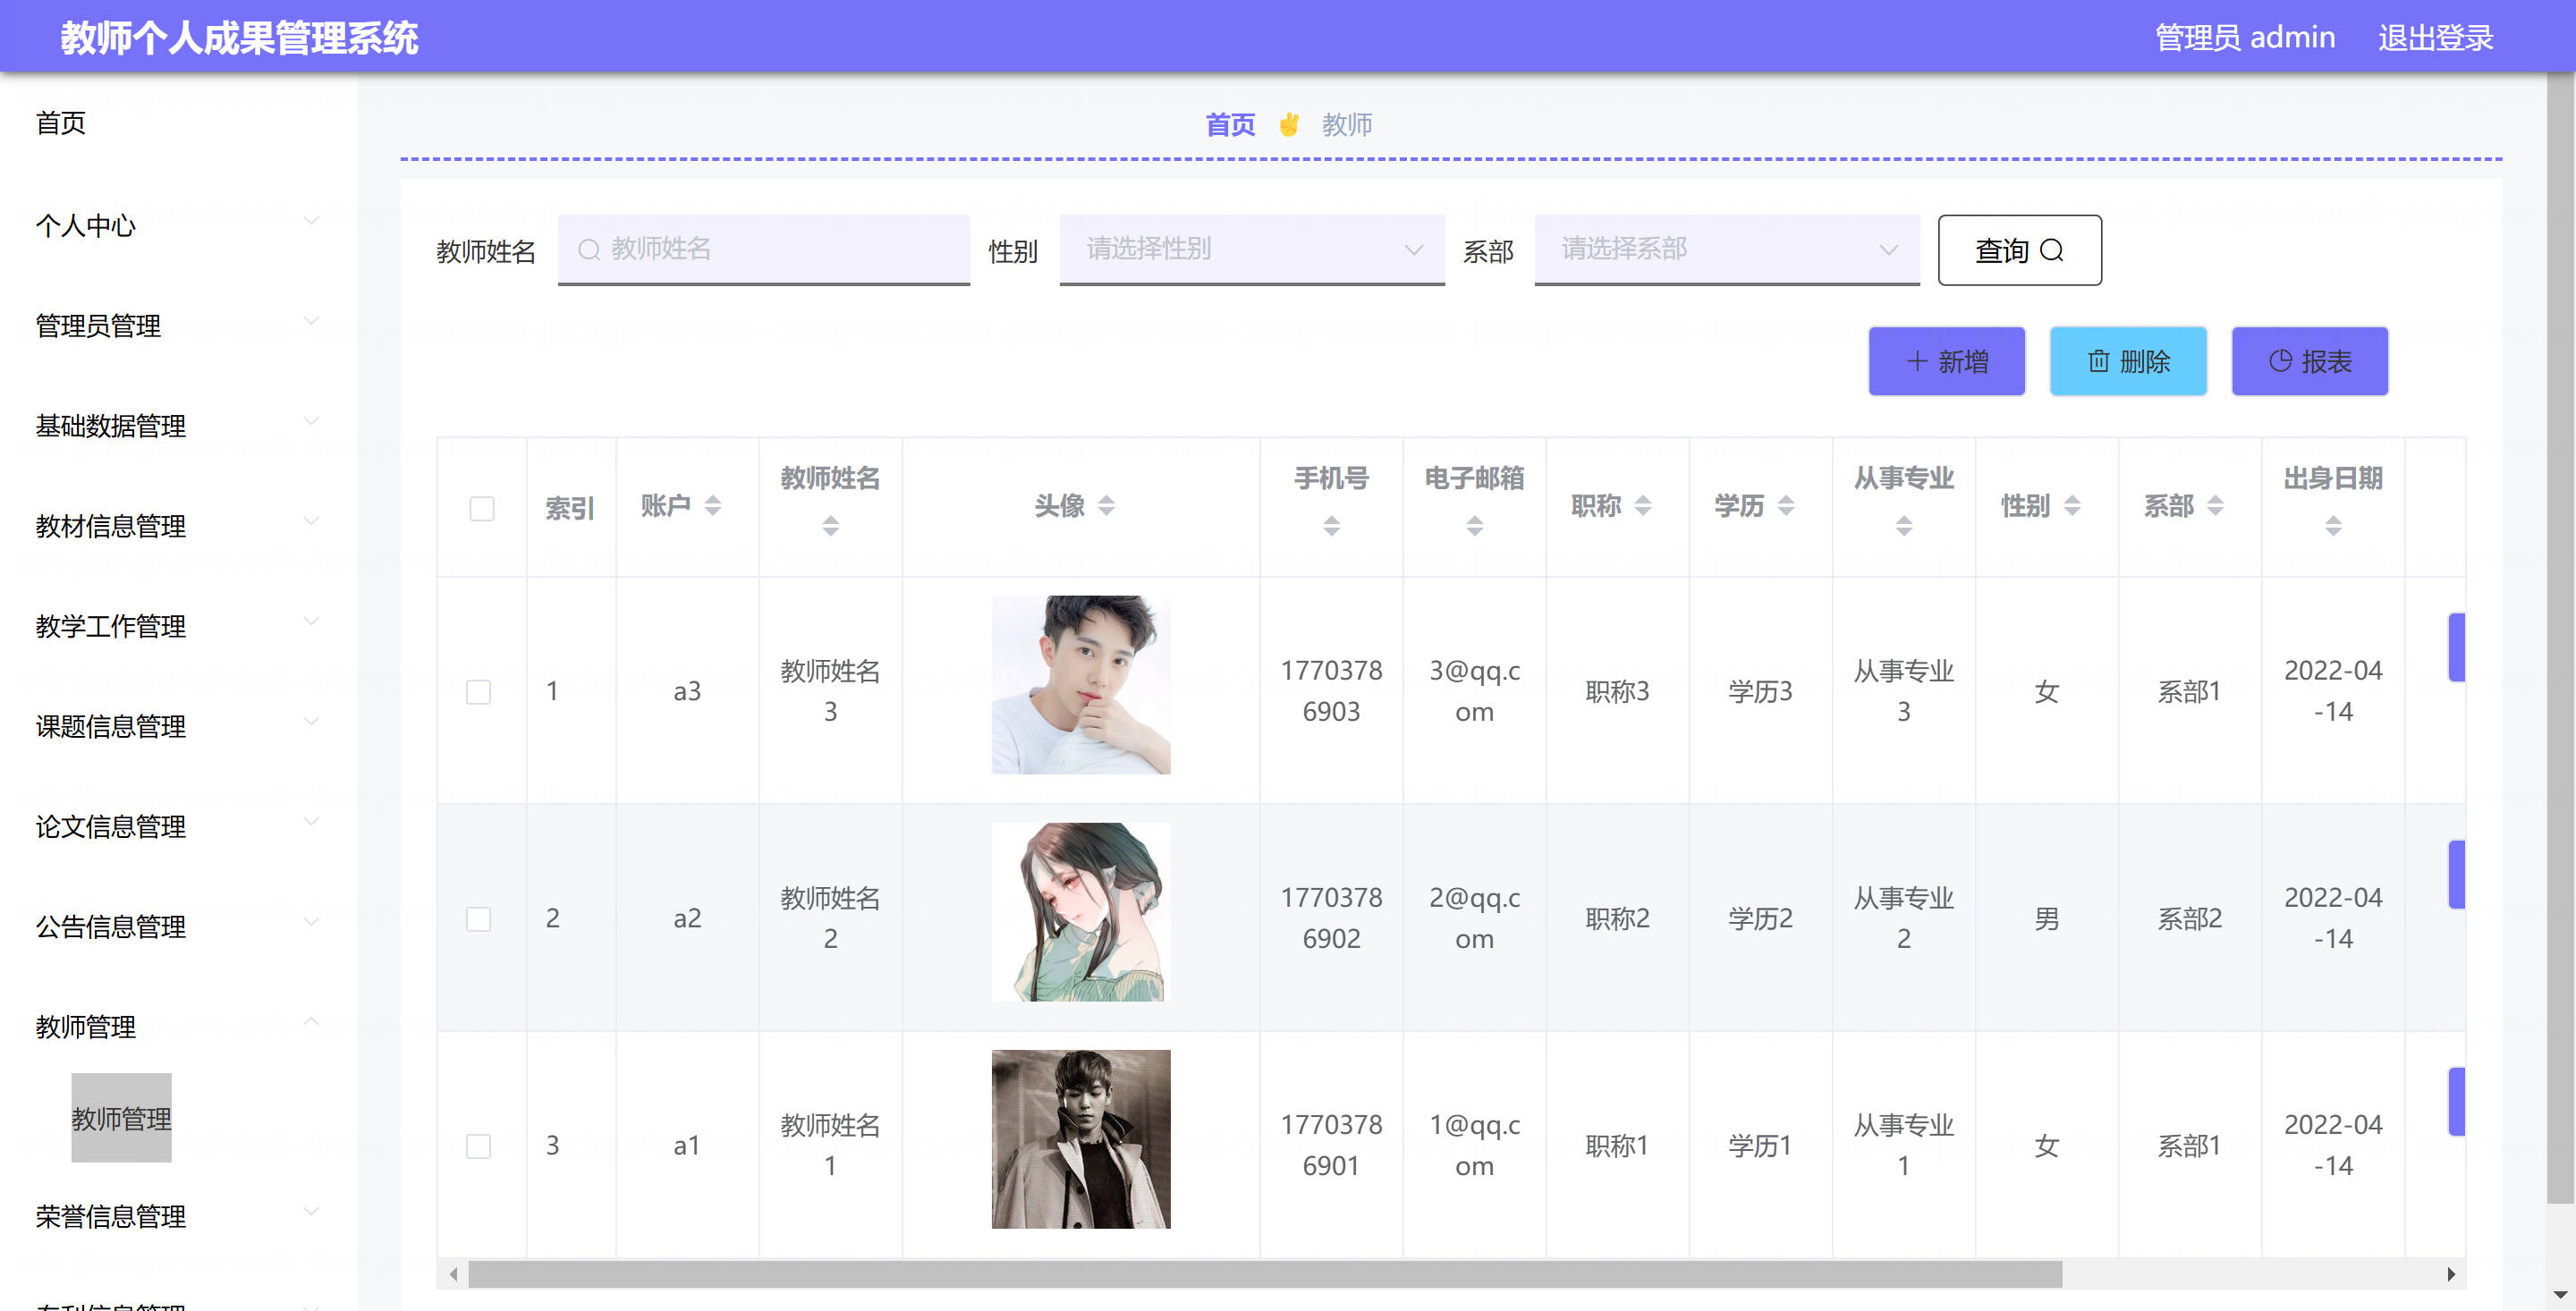 教师个人成果管理系统
管理员 admin
退出登录
首页
个人中心
管理员管理
基础数据管理
教材信息管理
教学工作管理
课题信息管理
论文信息管理
公告信息管理
教师管理
教师管理
荣誉信息管理
首页 ✌ 教师
教师姓名 教师姓名 性别 请选择性别 系部 请选择系部 查询
新增 删除 报表
索引 账户 教师姓名 头像 手机号 电子邮箱 职称 学历 从事专业 性别 系部 出身日期
1 a3 教师姓名 1770378 3@qq.c 职称3 学历3 从事专业 女 系部1 2022-04
3 6903 om 3 -14
2 a2 教师姓名 1770378 2@qq.c 职称2 学历2 从事专业 男 系部2 2022-04
2 6902 om 2 -14
3 a1 教师姓名 1770378 1@qq.c 职称1 学历1 从事专业 女 系部1 2022-04
1 6901 om 1 -14